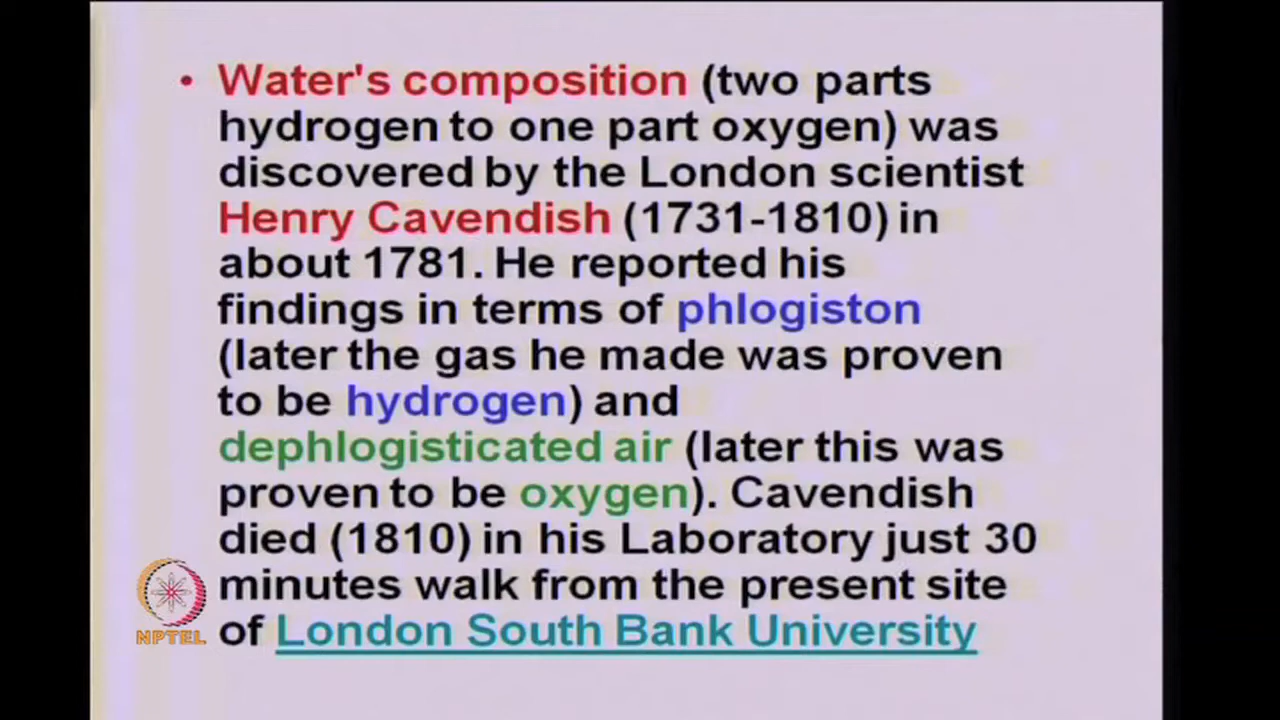 • Water's composition (two parts
hydrogen to one part oxygen) was
discovered by the London scientist
Henry Cavendish (1731-1810) in
about 1781. He reported his
findings in terms of phlogiston
(later the gas he made was proven
to be hydrogen) and
dephlogisticated air (later this was
proven to be oxygen). Cavendish
died (1810) in his Laboratory just 30
minutes walk from the present site
of London South Bank University
NPTEL